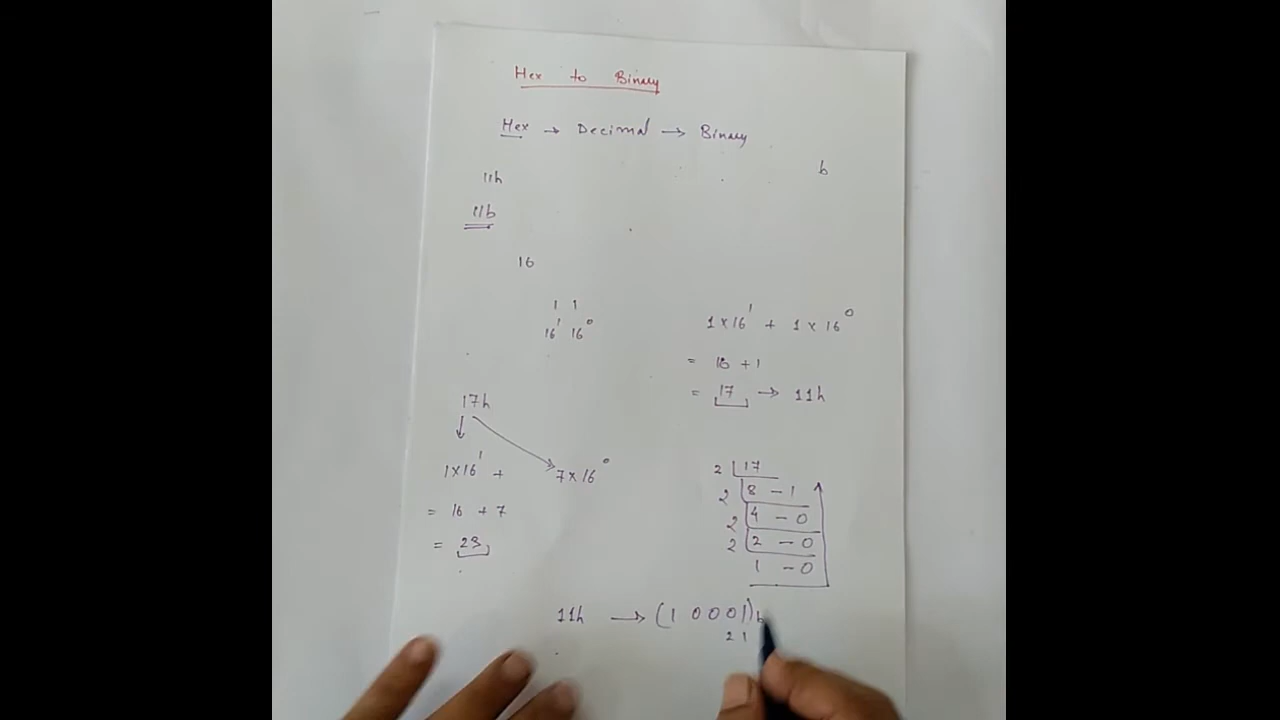 Hex to Binary
Hex → Decimal → Binary
b
11h
11b
16
1 1
16¹ 16⁰
1 × 16¹ + 1 × 16⁰
= 16 + 1
= 17 → 11h
17h
1×16¹ + 7×16⁰
= 16 + 7
= 23
2 17
2 8 - 1
2 4 - 0
2 2 - 0
1 - 0
11h → (1 0 0 0 1)b
2 1